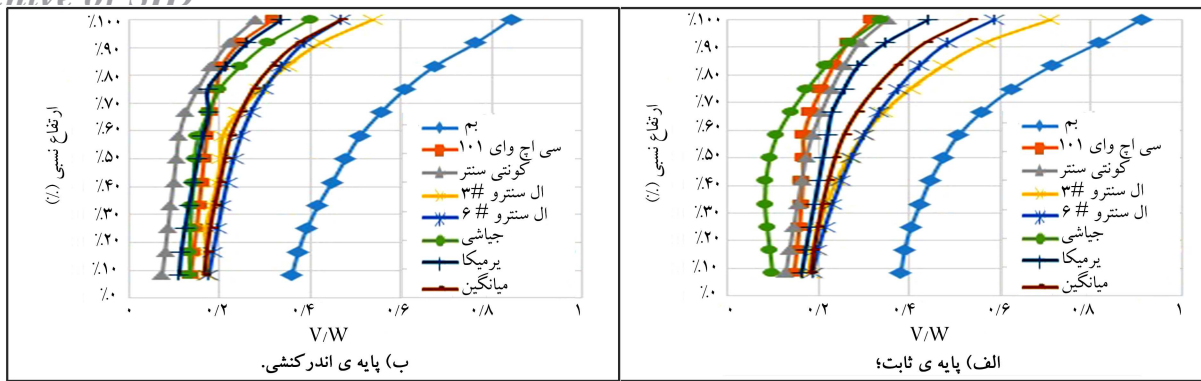 ctive of SID
٪۱۰۰
٪۹۰
٪۸۰
٪۷۰
٪۶۰
٪۵۰
٪۴۰
٪۳۰
٪۲۰
٪۱۰
٪۰
ارتفاع نسبی (٪)
بم
سی اچ وای ۱۰۱
کونتی سنتر
ال سنترو #۳
ال سنترو # ۶
جیاشی
یرمیکا
میانگین
۰ ۰/۲ ۰/۴ ۰/۶ ۰/۸ ۱
V/W
الف) پایه ی ثابت؛
٪۱۰۰
٪۹۰
٪۸۰
٪۷۰
٪۶۰
٪۵۰
٪۴۰
٪۳۰
٪۲۰
٪۱۰
٪۰
ارتفاع نسبی (٪)
بم
سی اچ وای ۱۰۱
کونتی سنتر
ال سنترو #۳
ال سنترو # ۶
جیاشی
یرمیکا
میانگین
۰ ۰/۲ ۰/۴ ۰/۶ ۰/۸ ۱
V/W
ب) پایه ی اندرکنشی.